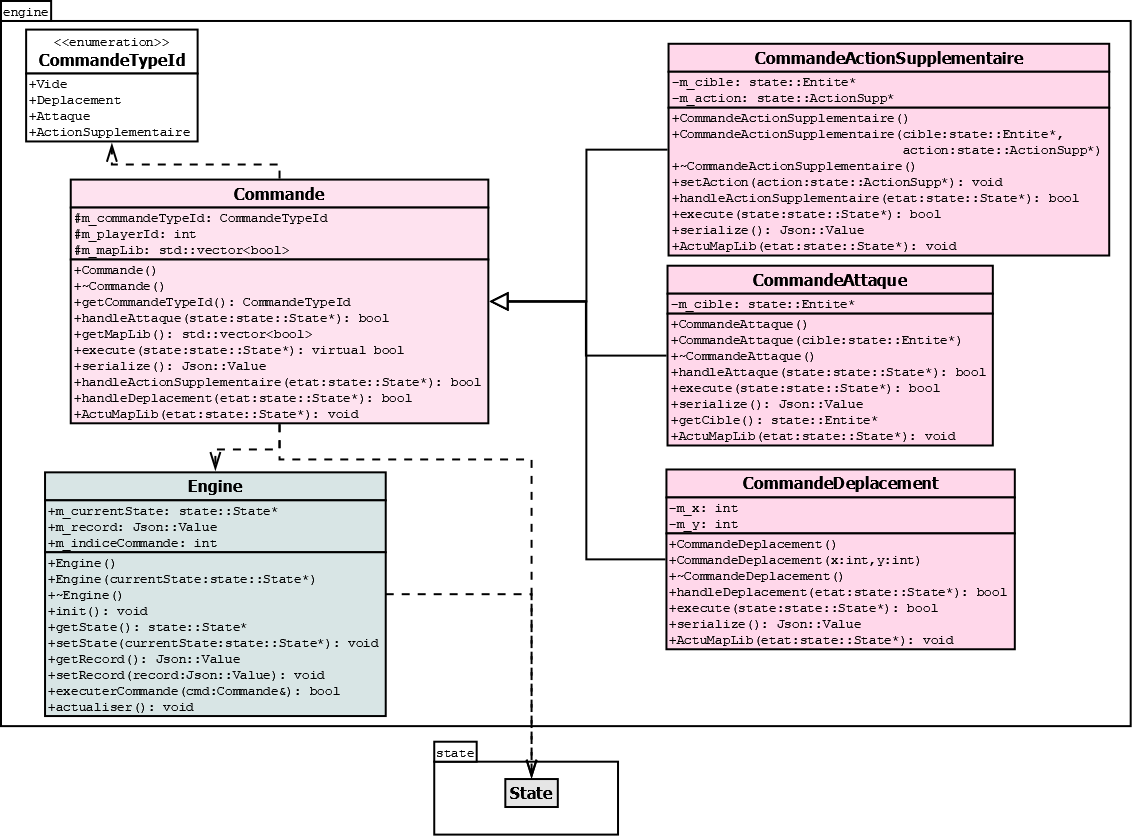 engine
<<enumeration>>
CommandeTypeId
+Vide
+Deplacement
+Attaque
+ActionSupplementaire
Commande
#m_commandeTypeId: CommandeTypeId
#m_playerId: int
#m_mapLib: std::vector<bool>
+Commande()
+~Commande()
+getCommandeTypeId(): CommandeTypeId
+handleAttaque(state:state::State*): bool
+getMapLib(): std::vector<bool>
+execute(state:state::State*): virtual bool
+serialize(): Json::Value
+handleActionSupplementaire(etat:state::State*): bool
+handleDeplacement(etat:state::State*): bool
+ActuMapLib(etat:state::State*): void
Engine
+m_currentState: state::State*
+m_record: Json::Value
+m_indiceCommande: int
+Engine()
+Engine(currentState:state::State*)
+~Engine()
+init(): void
+getState(): state::State*
+setState(currentState:state::State*): void
+getRecord(): Json::Value
+setRecord(record:Json::Value): void
+executerCommande(cmd:Commande&): bool
+actualiser(): void
CommandeActionSupplementaire
-m_cible: state::Entite*
-m_action: state::ActionSupp*
+CommandeActionSupplementaire()
+CommandeActionSupplementaire(cible:state::Entite*,
action:state::ActionSupp*)
+~CommandeActionSupplementaire()
+setAction(action:state::ActionSupp*): void
+handleActionSupplementaire(etat:state::State*): bool
+execute(state:state::State*): bool
+serialize(): Json::Value
+ActuMapLib(etat:state::State*): void
CommandeAttaque
-m_cible: state::Entite*
+CommandeAttaque()
+CommandeAttaque(cible:state::Entite*)
+~CommandeAttaque()
+handleAttaque(state:state::State*): bool
+execute(state:state::State*): bool
+serialize(): Json::Value
+getCible(): state::Entite*
+ActuMapLib(etat:state::State*): void
CommandeDeplacement
-m_x: int
-m_y: int
+CommandeDeplacement()
+CommandeDeplacement(x:int,y:int)
+~CommandeDeplacement()
+handleDeplacement(etat:state::State*): bool
+execute(state:state::State*): bool
+serialize(): Json::Value
+ActuMapLib(etat:state::State*): void
state
State